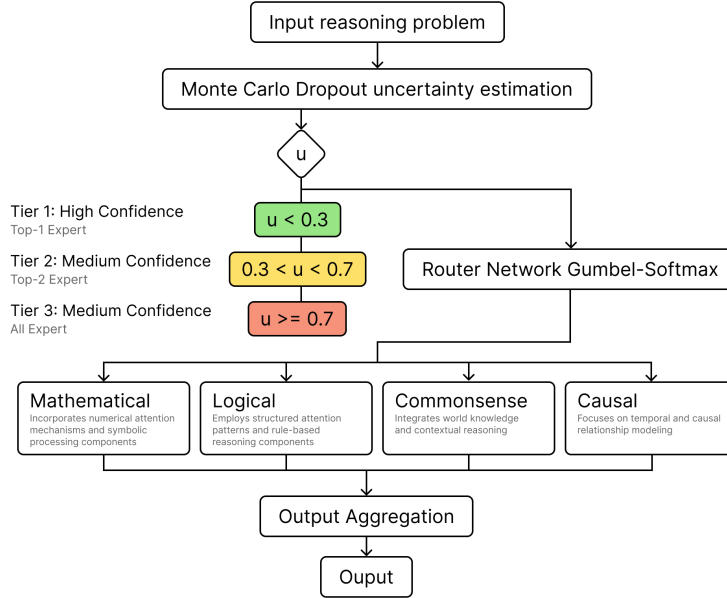 Input reasoning problem
Monte Carlo Dropout uncertainty estimation
u
Tier 1: High Confidence
Top-1 Expert
u < 0.3
Tier 2: Medium Confidence
Top-2 Expert
0.3 < u < 0.7
Router Network Gumbel-Softmax
Tier 3: Medium Confidence
All Expert
u >= 0.7
Mathematical
Incorporates numerical attention
mechanisms and symbolic
processing components
Logical
Employs structured attention
patterns and rule-based
reasoning components
Commonsense
Integrates world knowledge
and contextual reasoning
Causal
Focuses on temporal and causal
relationship modeling
Output Aggregation
Ouput